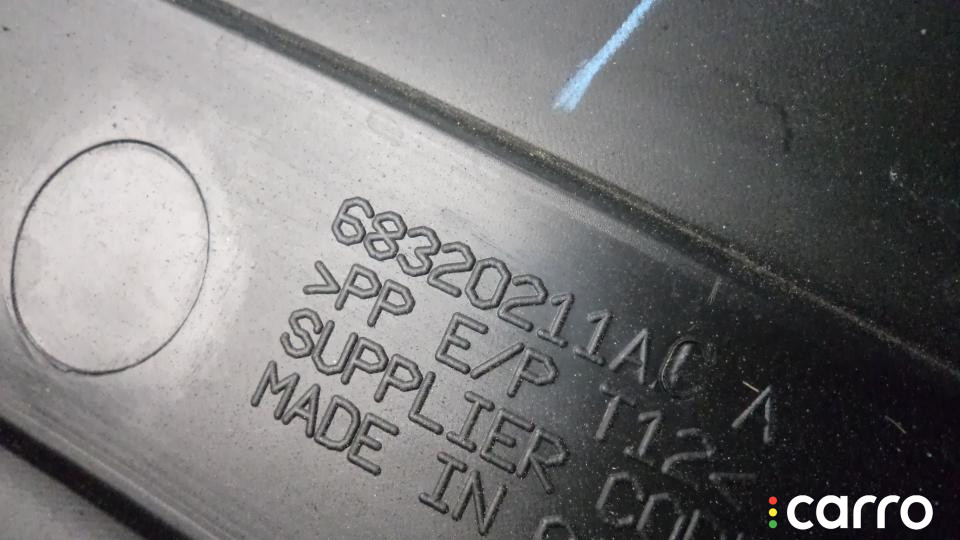 68320211AC
>PP E/P T12<
SUPPLIER
MADE IN
carro